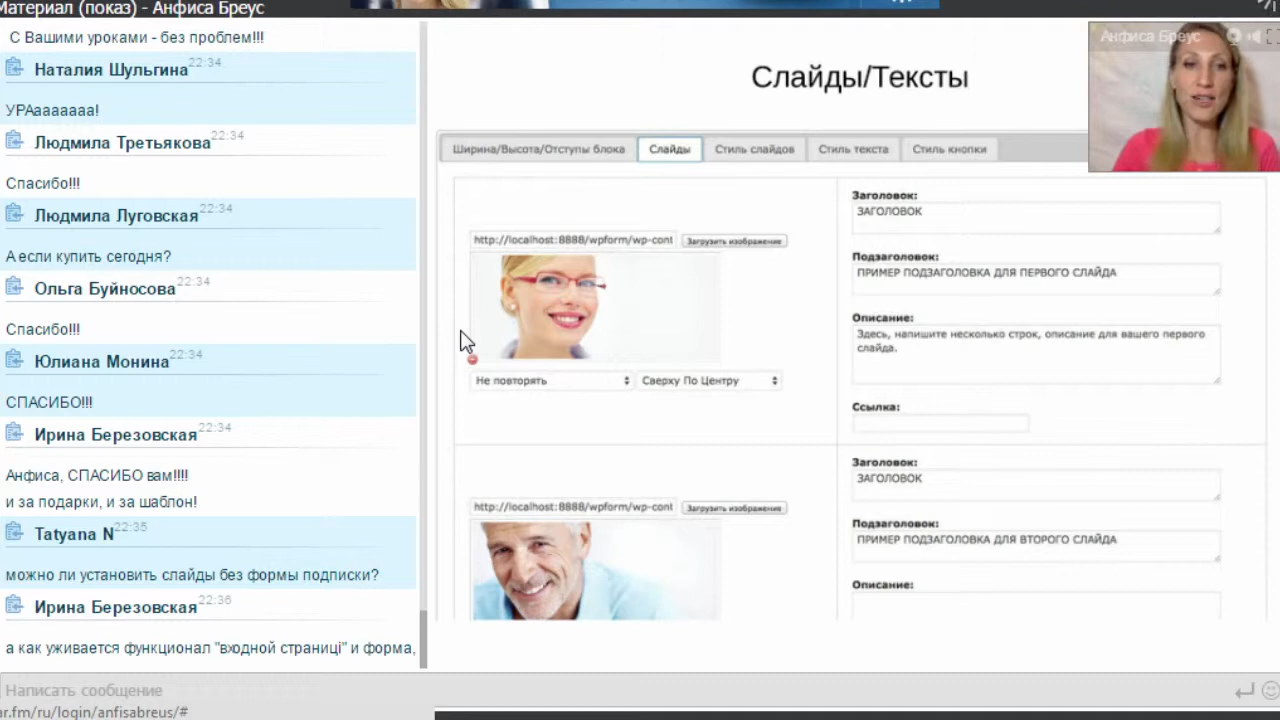 Материал (показ) - Анфиса Бреус
С Вашими уроками - без проблем!!!
Наталия Шульгина 22:34
УРАааааааа!
Людмила Третьякова 22:34
Спасибо!!!
Людмила Луговская 22:34
А если купить сегодня?
Ольга Буйносова 22:34
Спасибо!!!
Юлиана Монина 22:34
СПАСИБО!!!
Ирина Березовская 22:34
Анфиса, СПАСИБО вам!!!!
и за подарки, и за шаблон!
Tatyana N 22:35
можно ли установить слайды без формы подписки?
Ирина Березовская 22:36
а как уживается функционал "входной страниці" и форма,
Написать сообщение
ar.fm/ru/login/anfisabreus/#
Слайды/Тексты
Анфиса Бреус
Ширина/Высота/Отступы блока Слайды Стиль слайдов Стиль текста Стиль кнопки
http://localhost:8888/wpform/wp-cont Загрузить изображение
Не повторять Сверху По Центру
Заголовок:
ЗАГОЛОВОК
Подзаголовок:
ПРИМЕР ПОДЗАГОЛОВКА ДЛЯ ПЕРВОГО СЛАЙДА
Описание:
Здесь, напишите несколько строк, описание для вашего первого
слайда.
Ссылка:
http://localhost:8888/wpform/wp-cont Загрузить изображение
Заголовок:
ЗАГОЛОВОК
Подзаголовок:
ПРИМЕР ПОДЗАГОЛОВКА ДЛЯ ВТОРОГО СЛАЙДА
Описание: